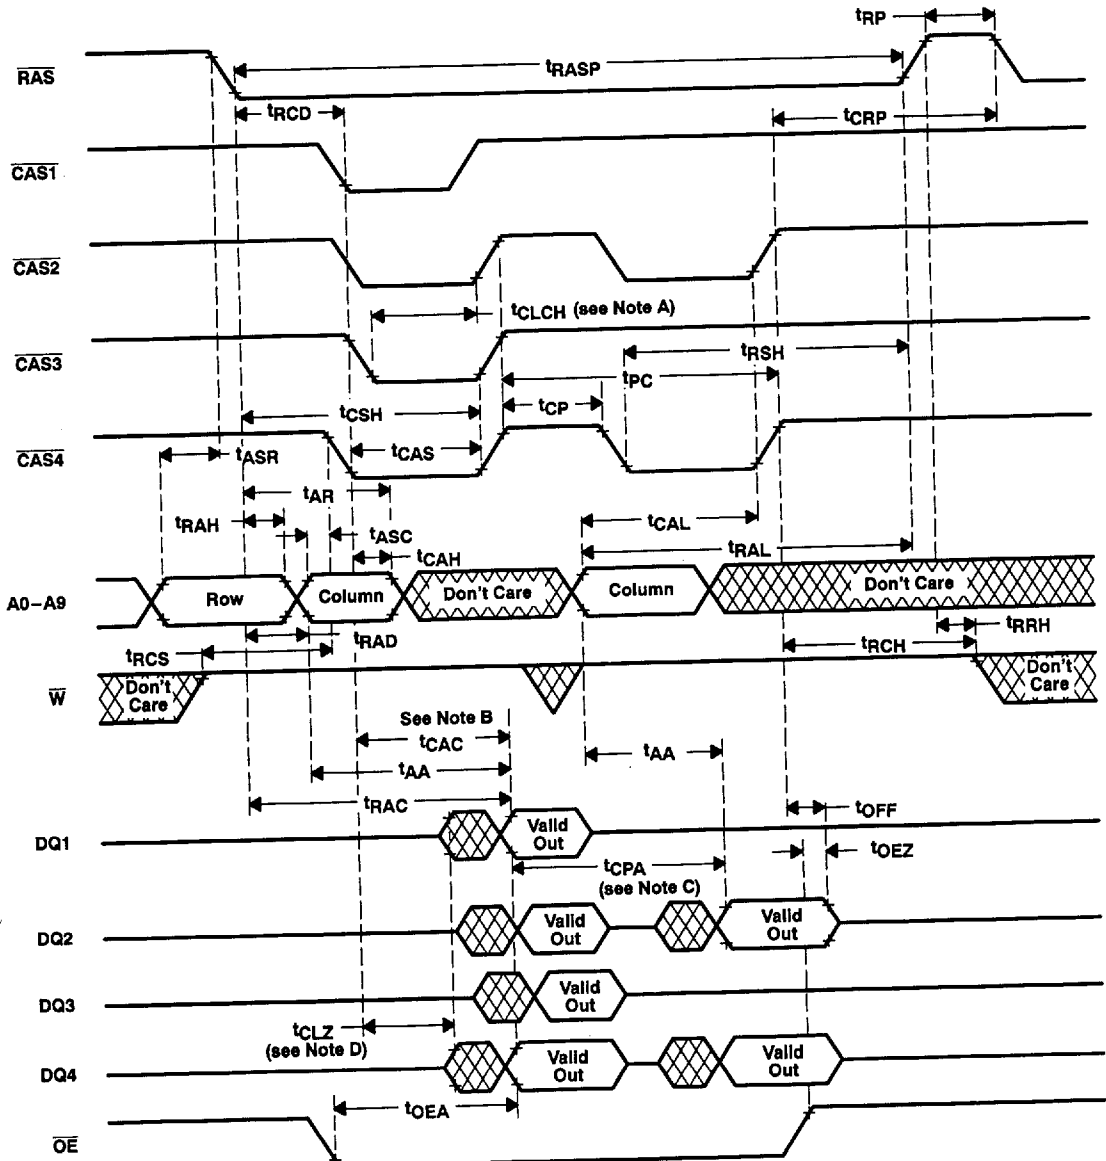 tRP
RAS
tRASP
tRCD
tCRP
CAS1
CAS2
tCLCH (see Note A)
CAS3
tRSH
tPC
tCSH
tCP
CAS4
tASR
tCAS
tAR
tRAH
tASC
tCAL
tCAH
tRAL
A0–A9
Row
Column
Don't Care
Column
Don't Care
tRAD
tRRH
tRCS
tRCH
W
Don't
Care
Don't
Care
See Note B
tCAC
tAA
tAA
tRAC
tOFF
DQ1
Valid
Out
tOEZ
tCPA
(see Note C)
DQ2
Valid
Out
Valid
Out
DQ3
Valid
Out
tCLZ
(see Note D)
DQ4
Valid
Out
Valid
Out
tOEA
OE